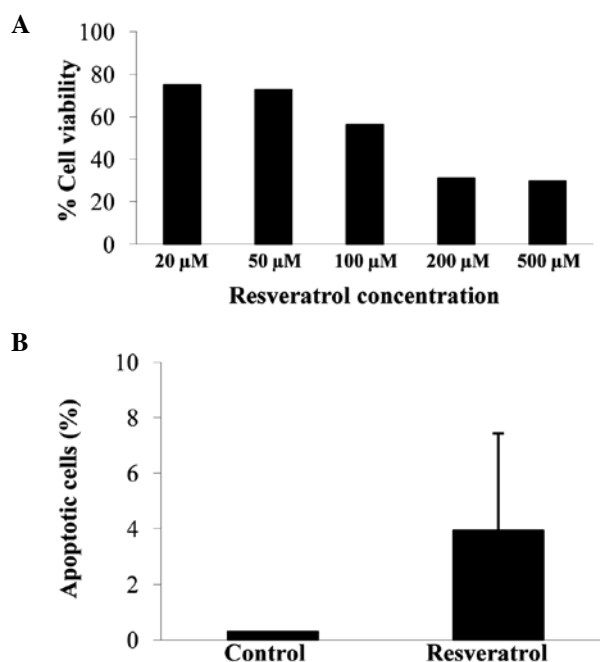 A
% Cell viability
100
80
60
40
20
0
20 µM 50 µM 100 µM 200 µM 500 µM
Resveratrol concentration
B
Apoptotic cells (%)
10
8
6
4
2
0
Control Resveratrol